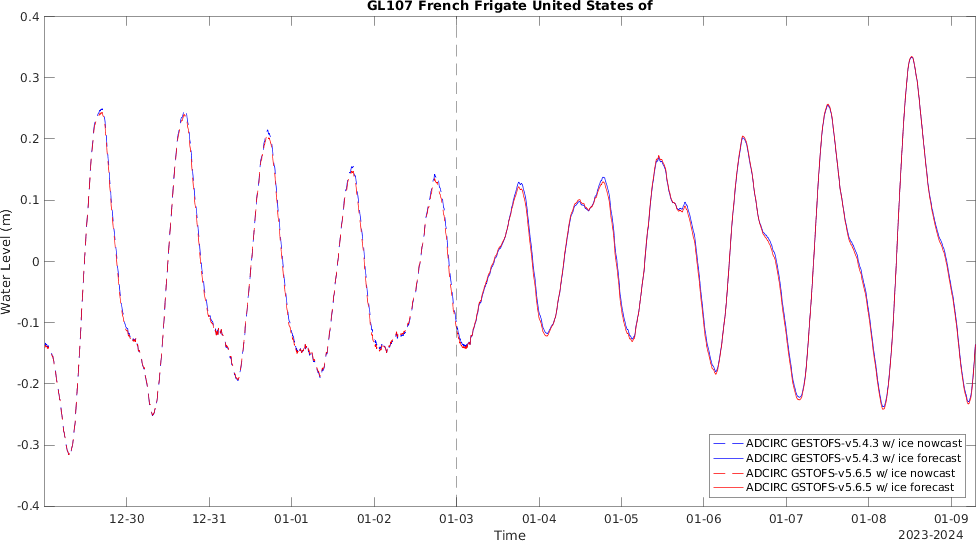 GL107 French Frigate United States of
0.4
0.3
0.2
0.1
0
-0.1
-0.2
-0.3
-0.4
Water Level (m)
ADCIRC GESTOFS-v5.4.3 w/ ice nowcast
ADCIRC GESTOFS-v5.4.3 w/ ice forecast
ADCIRC GSTOFS-v5.6.5 w/ ice nowcast
ADCIRC GSTOFS-v5.6.5 w/ ice forecast
12-30 12-31 01-01 01-02 01-03 01-04 01-05 01-06 01-07 01-08 01-09
Time
2023-2024